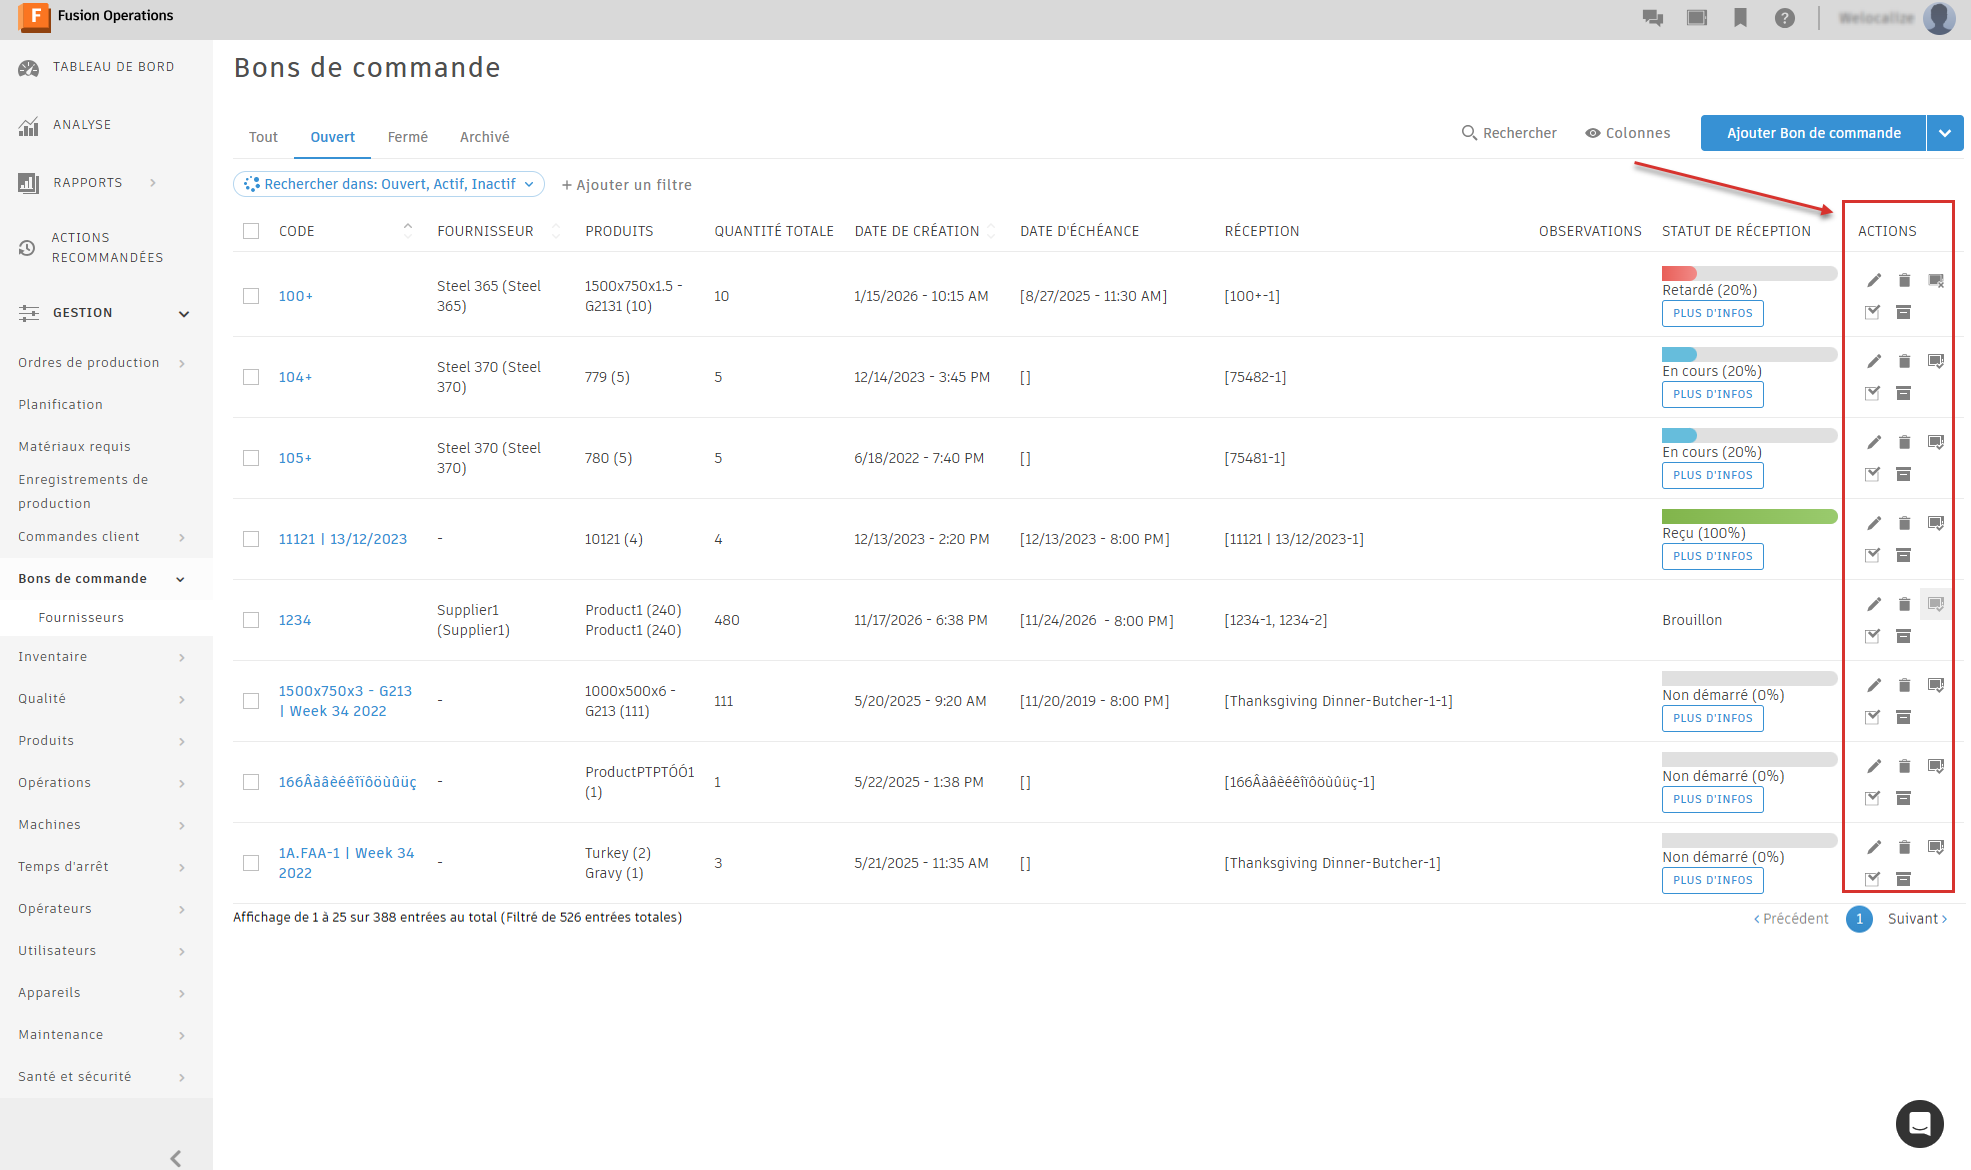 F Fusion Operations
Welocalize
TABLEAU DE BORD
ANALYSE
RAPPORTS
ACTIONS
RECOMMANDÉES
GESTION
Ordres de production
Planification
Matériaux requis
Enregistrements de
production
Commandes client
Bons de commande
Fournisseurs
Inventaire
Qualité
Produits
Opérations
Machines
Temps d'arrêt
Opérateurs
Utilisateurs
Appareils
Maintenance
Santé et sécurité
Bons de commande
Tout Ouvert Fermé Archivé
Rechercher Colonnes Ajouter Bon de commande
Rechercher dans: Ouvert, Actif, Inactif + Ajouter un filtre
CODE FOURNISSEUR PRODUITS QUANTITÉ TOTALE DATE DE CRÉATION DATE D'ÉCHÉANCE RÉCEPTION OBSERVATIONS STATUT DE RÉCEPTION ACTIONS
100+
Steel 365 (Steel
365)
1500x750x1.5 -
G2131 (10)
10
1/15/2026 - 10:15 AM
[8/27/2025 - 11:30 AM]
[100+-1]
Retardé (20%)
PLUS D'INFOS
104+
Steel 370 (Steel
370)
779 (5)
5
12/14/2023 - 3:45 PM
[]
[75482-1]
En cours (20%)
PLUS D'INFOS
105+
Steel 370 (Steel
370)
780 (5)
5
6/18/2022 - 7:40 PM
[]
[75481-1]
En cours (20%)
PLUS D'INFOS
11121 | 13/12/2023
-
10121 (4)
4
12/13/2023 - 2:20 PM
[12/13/2023 - 8:00 PM]
[11121 | 13/12/2023-1]
Reçu (100%)
PLUS D'INFOS
1234
Supplier1
(Supplier1)
Product1 (240)
Product1 (240)
480
11/17/2026 - 6:38 PM
[11/24/2026 - 8:00 PM]
[1234-1, 1234-2]
Brouillon
1500x750x3 - G213
| Week 34 2022
-
1000x500x6 -
G213 (111)
111
5/20/2025 - 9:20 AM
[11/20/2019 - 8:00 PM]
[Thanksgiving Dinner-Butcher-1-1]
Non démarré (0%)
PLUS D'INFOS
166Ââàâèéêîïôöùûüç
-
ProductPTPTÓÓ1
(1)
1
5/22/2025 - 1:38 PM
[]
[166Ââàâèéêîïôöùûüç-1]
Non démarré (0%)
PLUS D'INFOS
1A.FAA-1 | Week 34
2022
-
Turkey (2)
Gravy (1)
3
5/21/2025 - 11:35 AM
[]
[Thanksgiving Dinner-Butcher-1]
Non démarré (0%)
PLUS D'INFOS
Affichage de 1 à 25 sur 388 entrées au total (Filtré de 526 entrées totales)
Précédent 1 Suivant